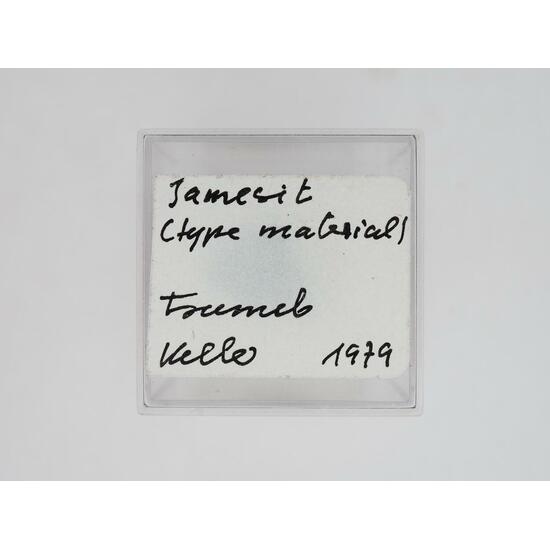 Jamesit
(type material)
Tsumeb
Keller 1979